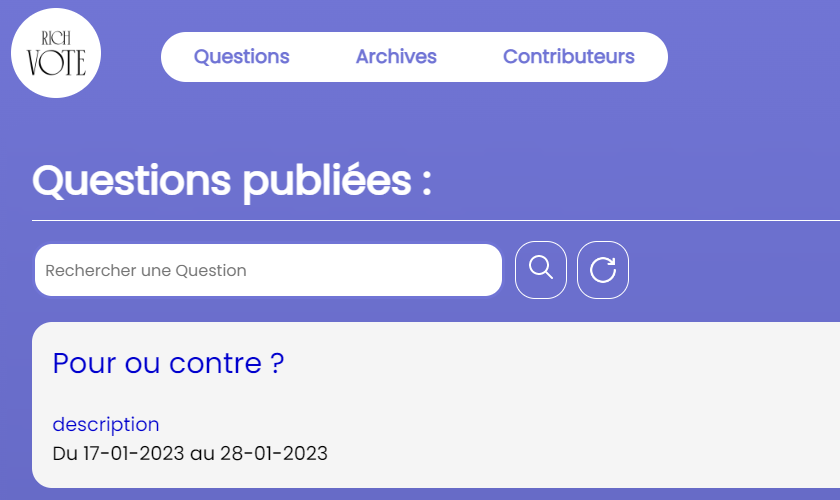 RICH
VOTE
Questions Archives Contributeurs
Questions publiées :
Rechercher une Question
Pour ou contre ?
description
Du 17-01-2023 au 28-01-2023